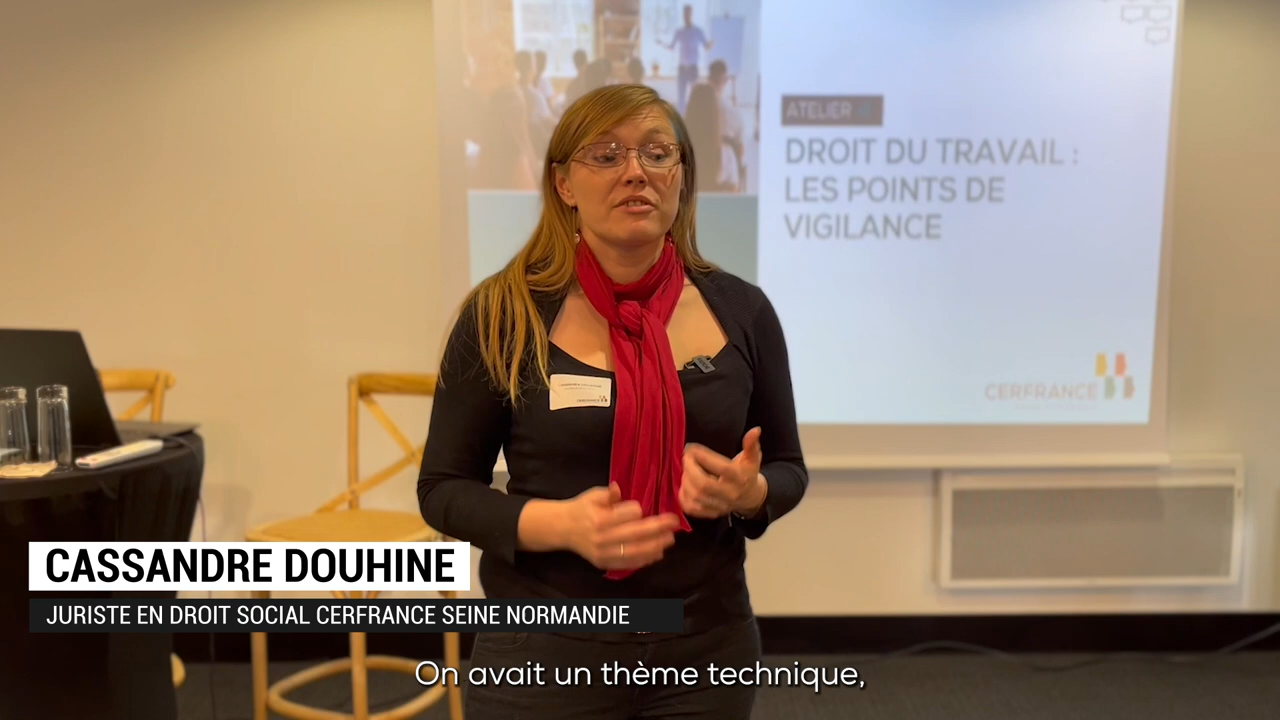 ATELIER
DROIT DU TRAVAIL :
LES POINTS DE
VIGILANCE
CERFRANCE
CERFRANCE
CASSANDRE DOUHINE
JURISTE EN DROIT SOCIAL CERFRANCE SEINE NORMANDIE
On avait un thème technique,